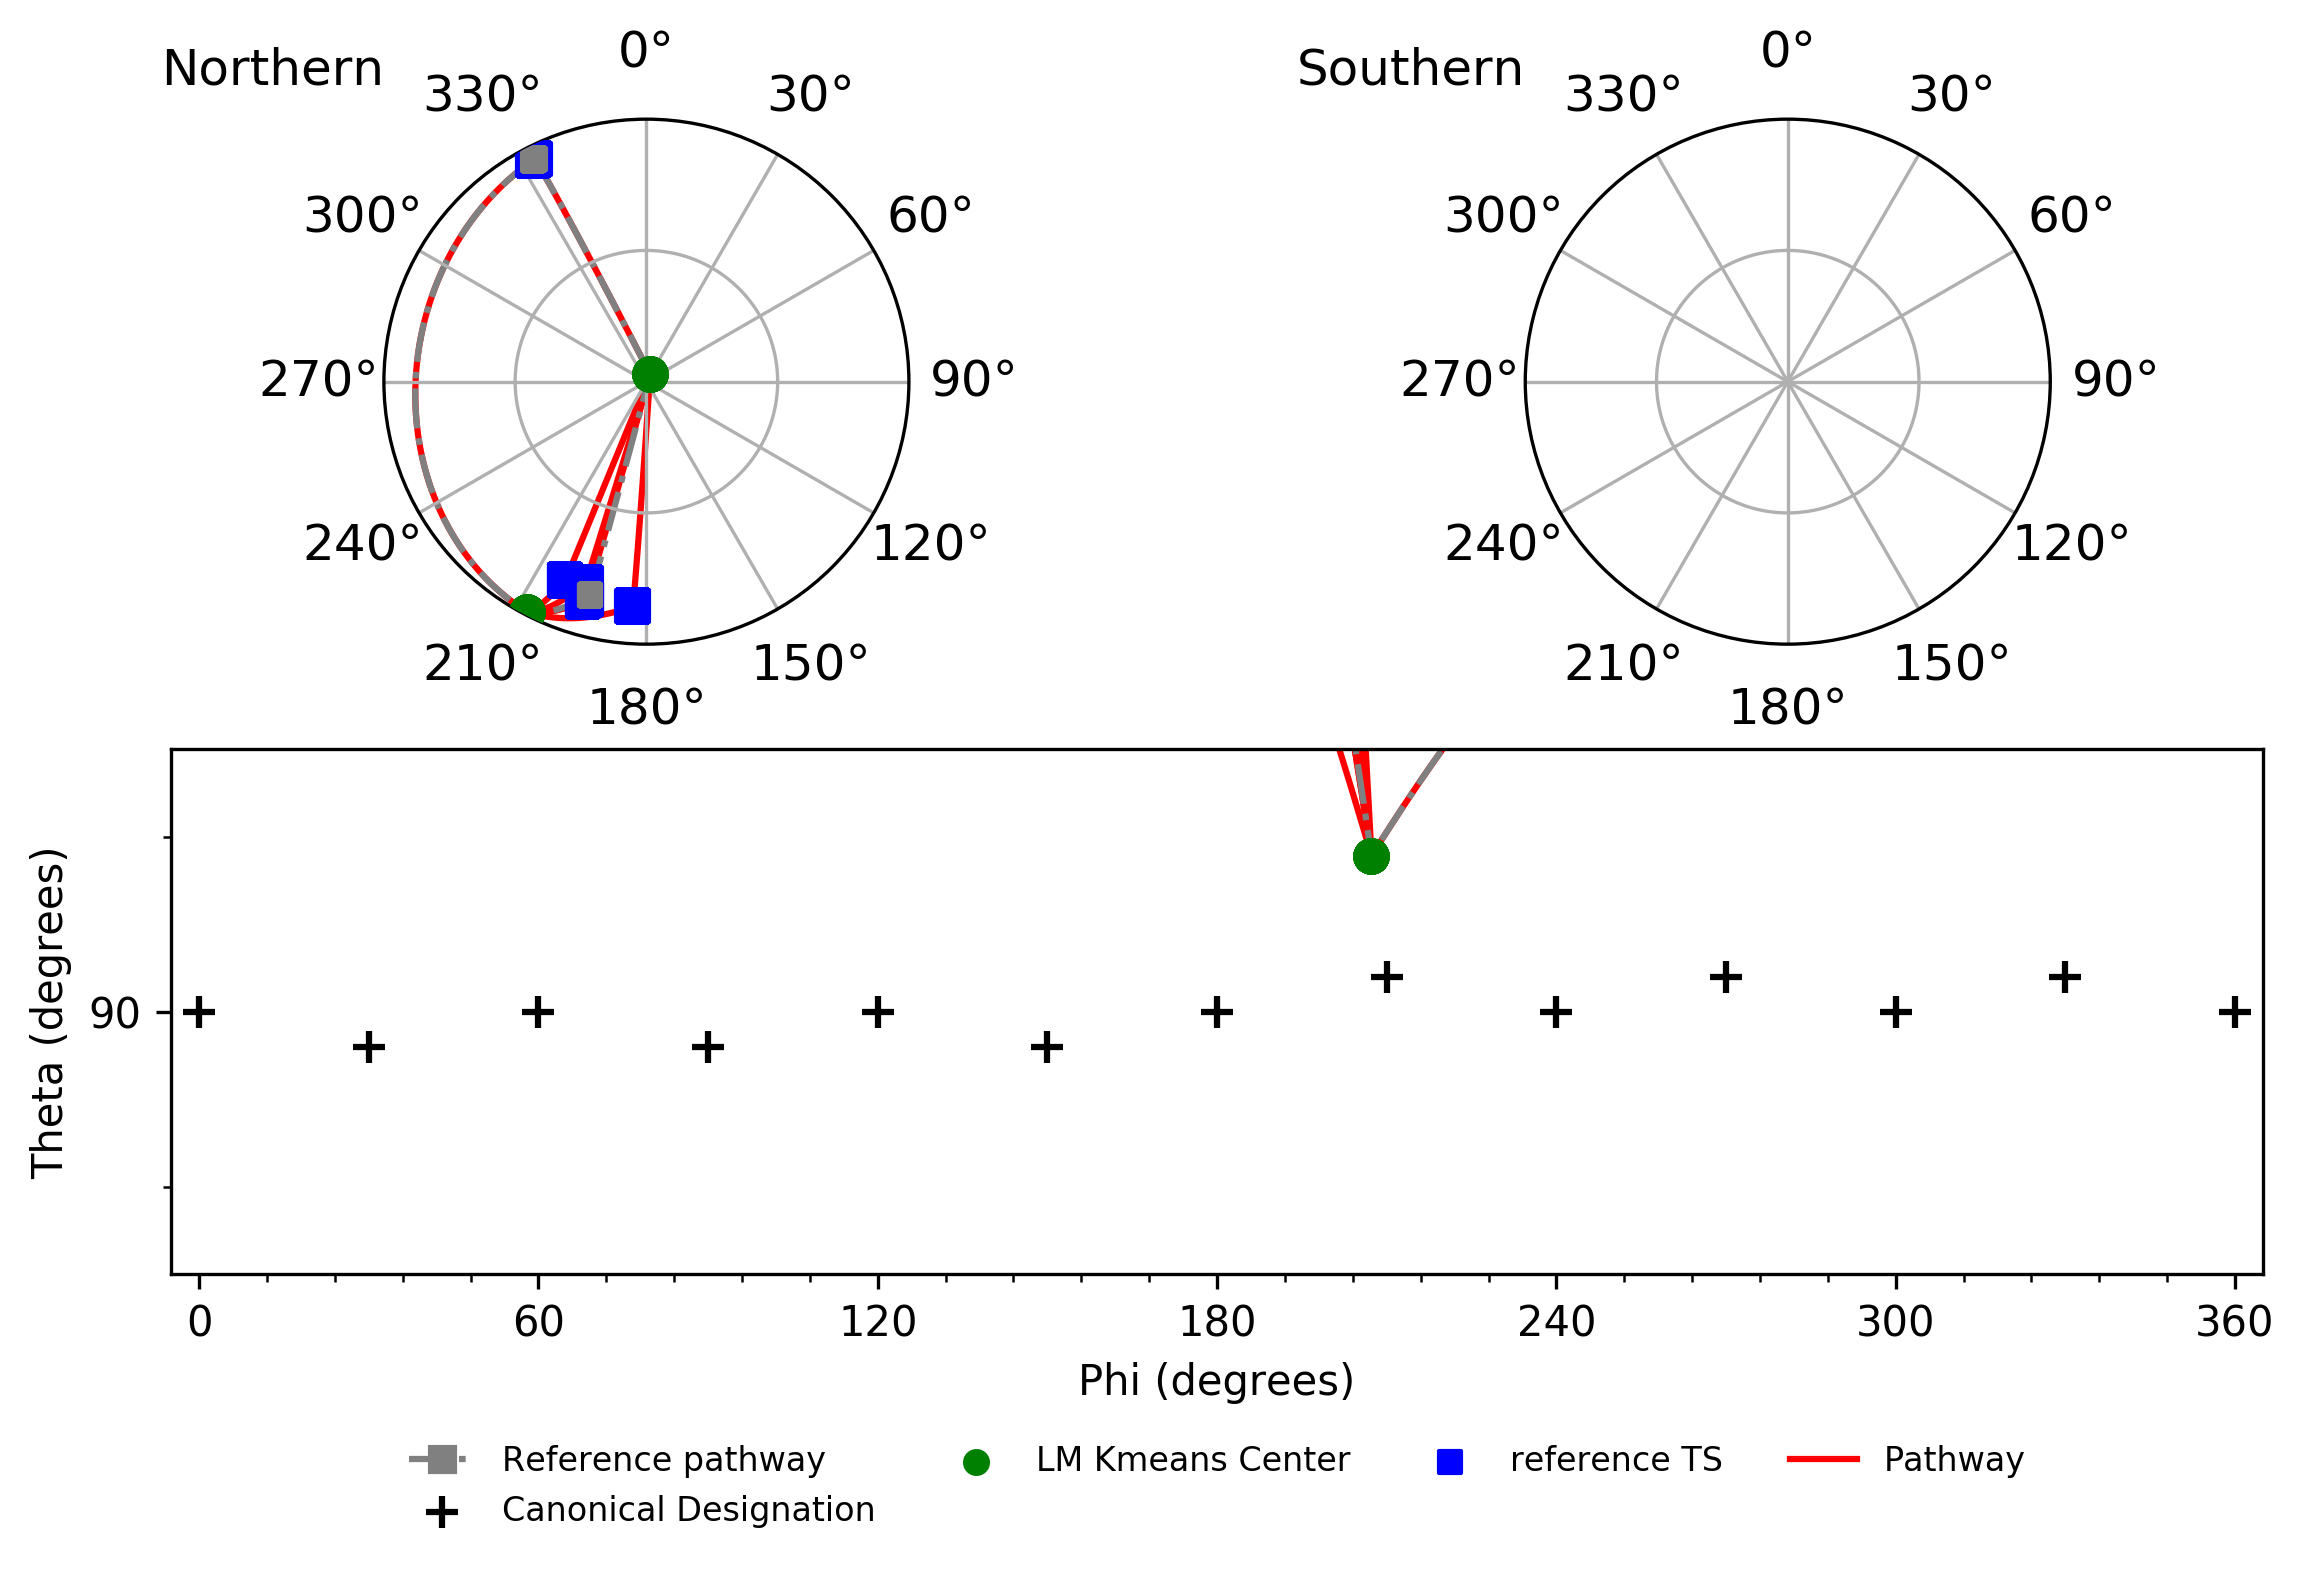 Northern
0°
330°
30°
300°
60°
270°
90°
240°
120°
210°
150°
180°
Southern
0°
330°
30°
300°
60°
270°
90°
240°
120°
210°
150°
180°
Theta (degrees)
90
0 60 120 180 240 300 360
Phi (degrees)
Reference pathway
Canonical Designation
LM Kmeans Center
reference TS
Pathway